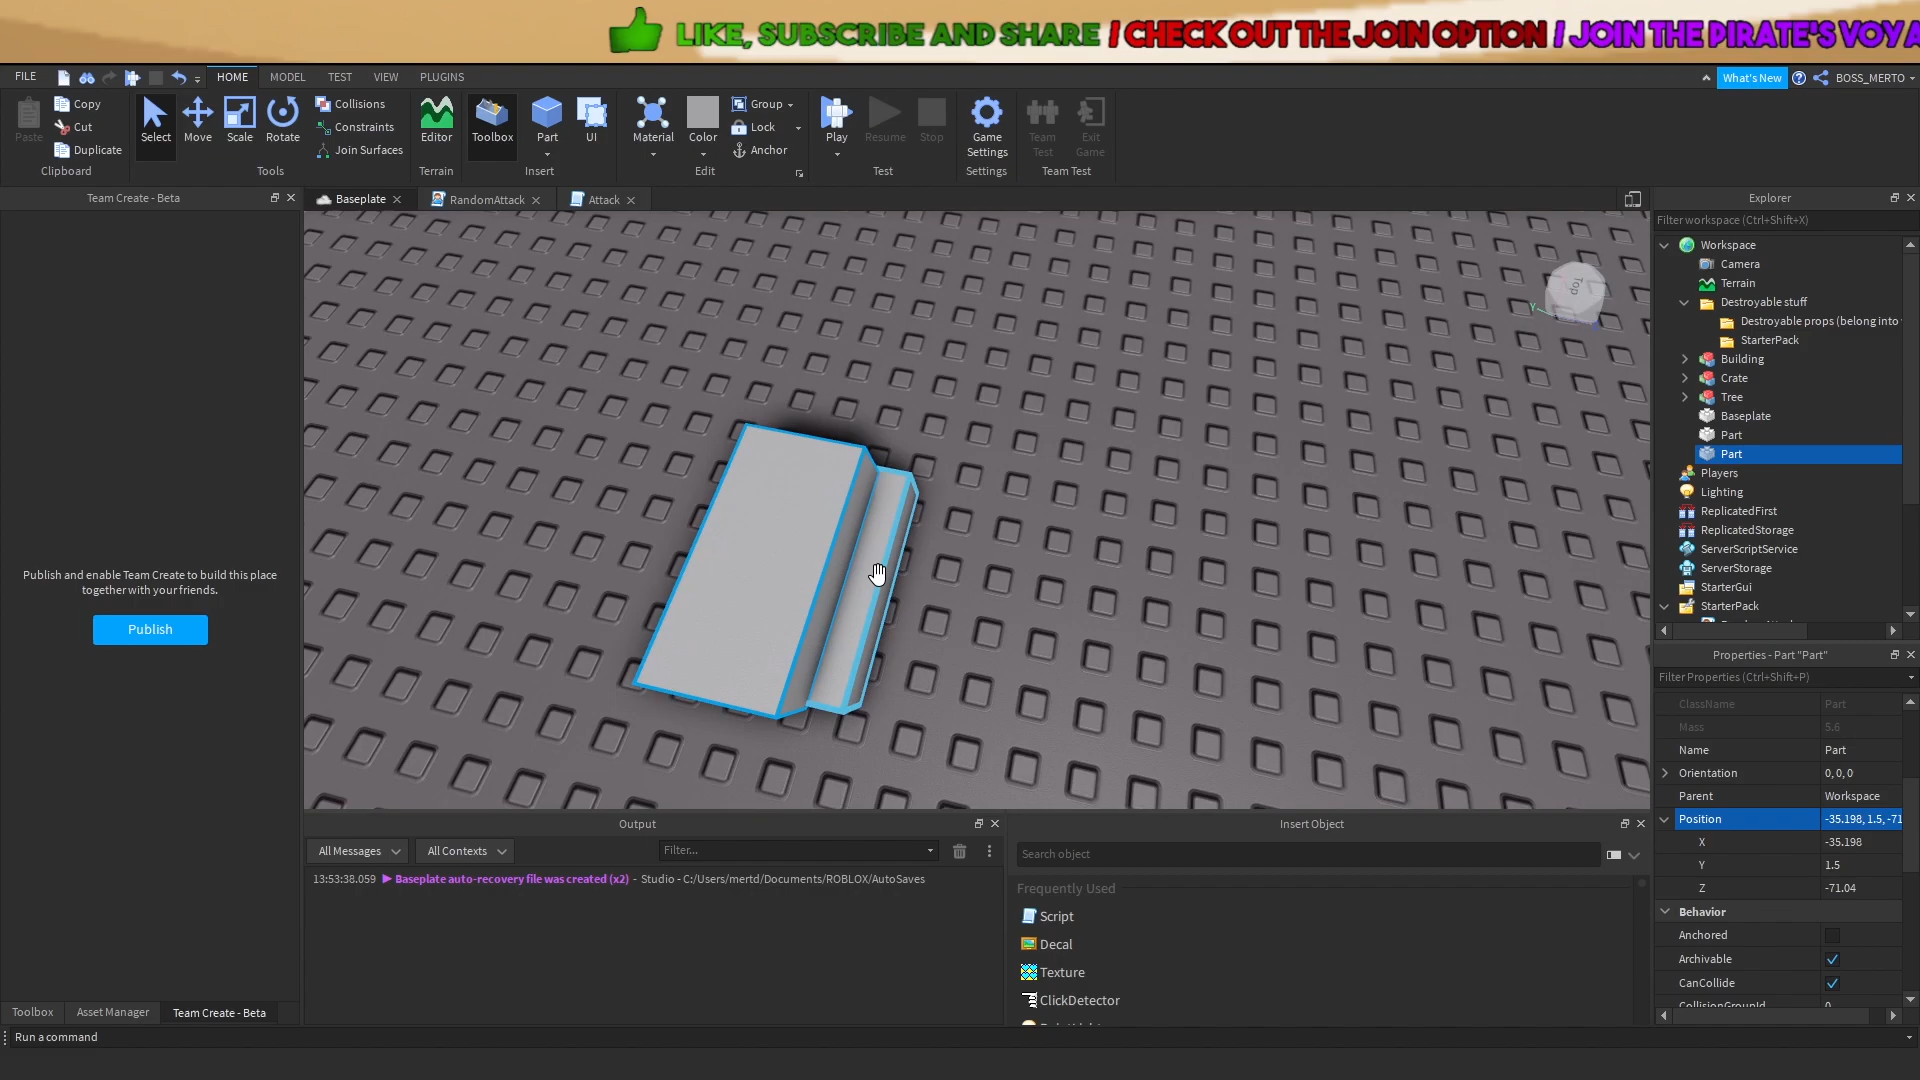 LIKE, SUBSCRIBE AND SHARE / CHECK OUT THE JOIN OPTION / JOIN THE PIRATE'S VOYA
FILE HOME MODEL TEST VIEW PLUGINS What's New BOSS_MERTO
Paste Copy Cut Duplicate Clipboard
Select Move Scale Rotate Collisions Constraints Join Surfaces Tools
Editor Terrain
Toolbox Part UI Insert
Material Color Group Lock Anchor Edit
Play Resume Stop Test
Game Settings Settings
Team Test Exit Game Team Test
Team Create - Beta
Baseplate RandomAttack Attack
Publish and enable Team Create to build this place
together with your friends.
Publish
Toolbox Asset Manager Team Create - Beta
Top
Y
Output
All Messages All Contexts Filter...
13:53:38.059 Baseplate auto-recovery file was created (x2) - Studio - C:/Users/mertd/Documents/ROBLOX/AutoSaves
Insert Object
Search object
Frequently Used
Script
Decal
Texture
ClickDetector
Explorer
Filter workspace (Ctrl+Shift+X)
Workspace
Camera
Terrain
Destroyable stuff
Destroyable props (belong into
StarterPack
Building
Crate
Tree
Baseplate
Part
Part
Players
Lighting
ReplicatedFirst
ReplicatedStorage
ServerScriptService
ServerStorage
StarterGui
StarterPack
Properties - Part "Part"
Filter Properties (Ctrl+Shift+P)
ClassName Part
Mass 5.6
Name Part
Orientation 0, 0, 0
Parent Workspace
Position -35.198, 1.5, -71
X -35.198
Y 1.5
Z -71.04
Behavior
Anchored
Archivable
CanCollide
CollisionGroupId 0
Run a command